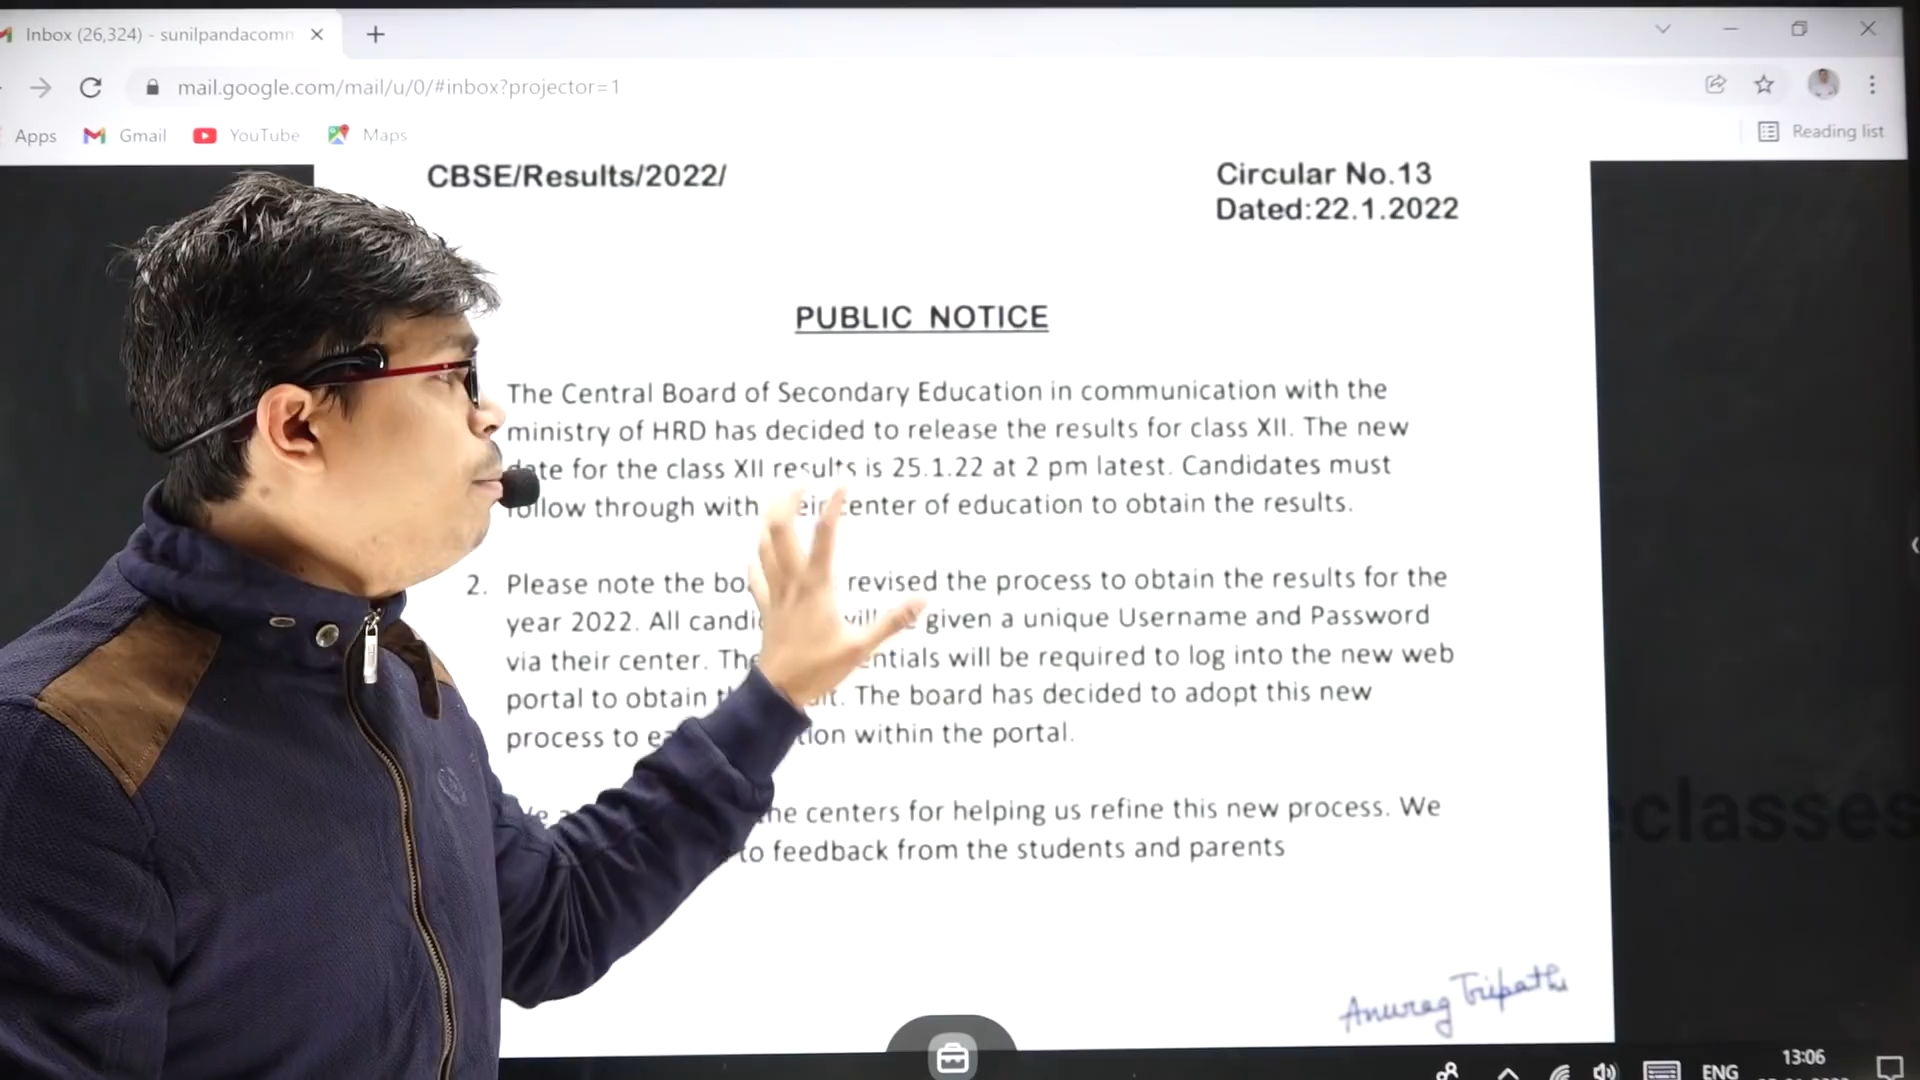 Inbox (26,324) - sunilpandacomm
mail.google.com/mail/u/0/#inbox?projector=1
Apps Gmail YouTube Maps Reading list
CBSE/Results/2022/ Circular No.13
Dated:22.1.2022
PUBLIC NOTICE
The Central Board of Secondary Education in communication with the
ministry of HRD has decided to release the results for class XII. The new
date for the class XII results is 25.1.22 at 2 pm latest. Candidates must
follow through with their center of education to obtain the results.
2. Please note the revised the process to obtain the results for the
year 2022. All will be given a unique Username and Password
via their center. will be required to log into the new web
portal to obtain The board has decided to adopt this new
process to within the portal.
the centers for helping us refine this new process. We
to feedback from the students and parents
Anurag Tripathi
eclasses
ENG 13:06